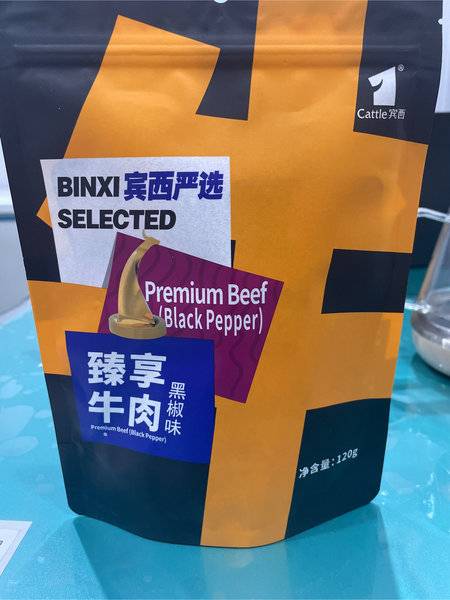 ®
Cattle宾西
BINXI 宾西严选
SELECTED
Premium Beef
(Black Pepper)
臻享
牛肉
黑椒味
Premium Beef (Black Pepper)
净含量:120g